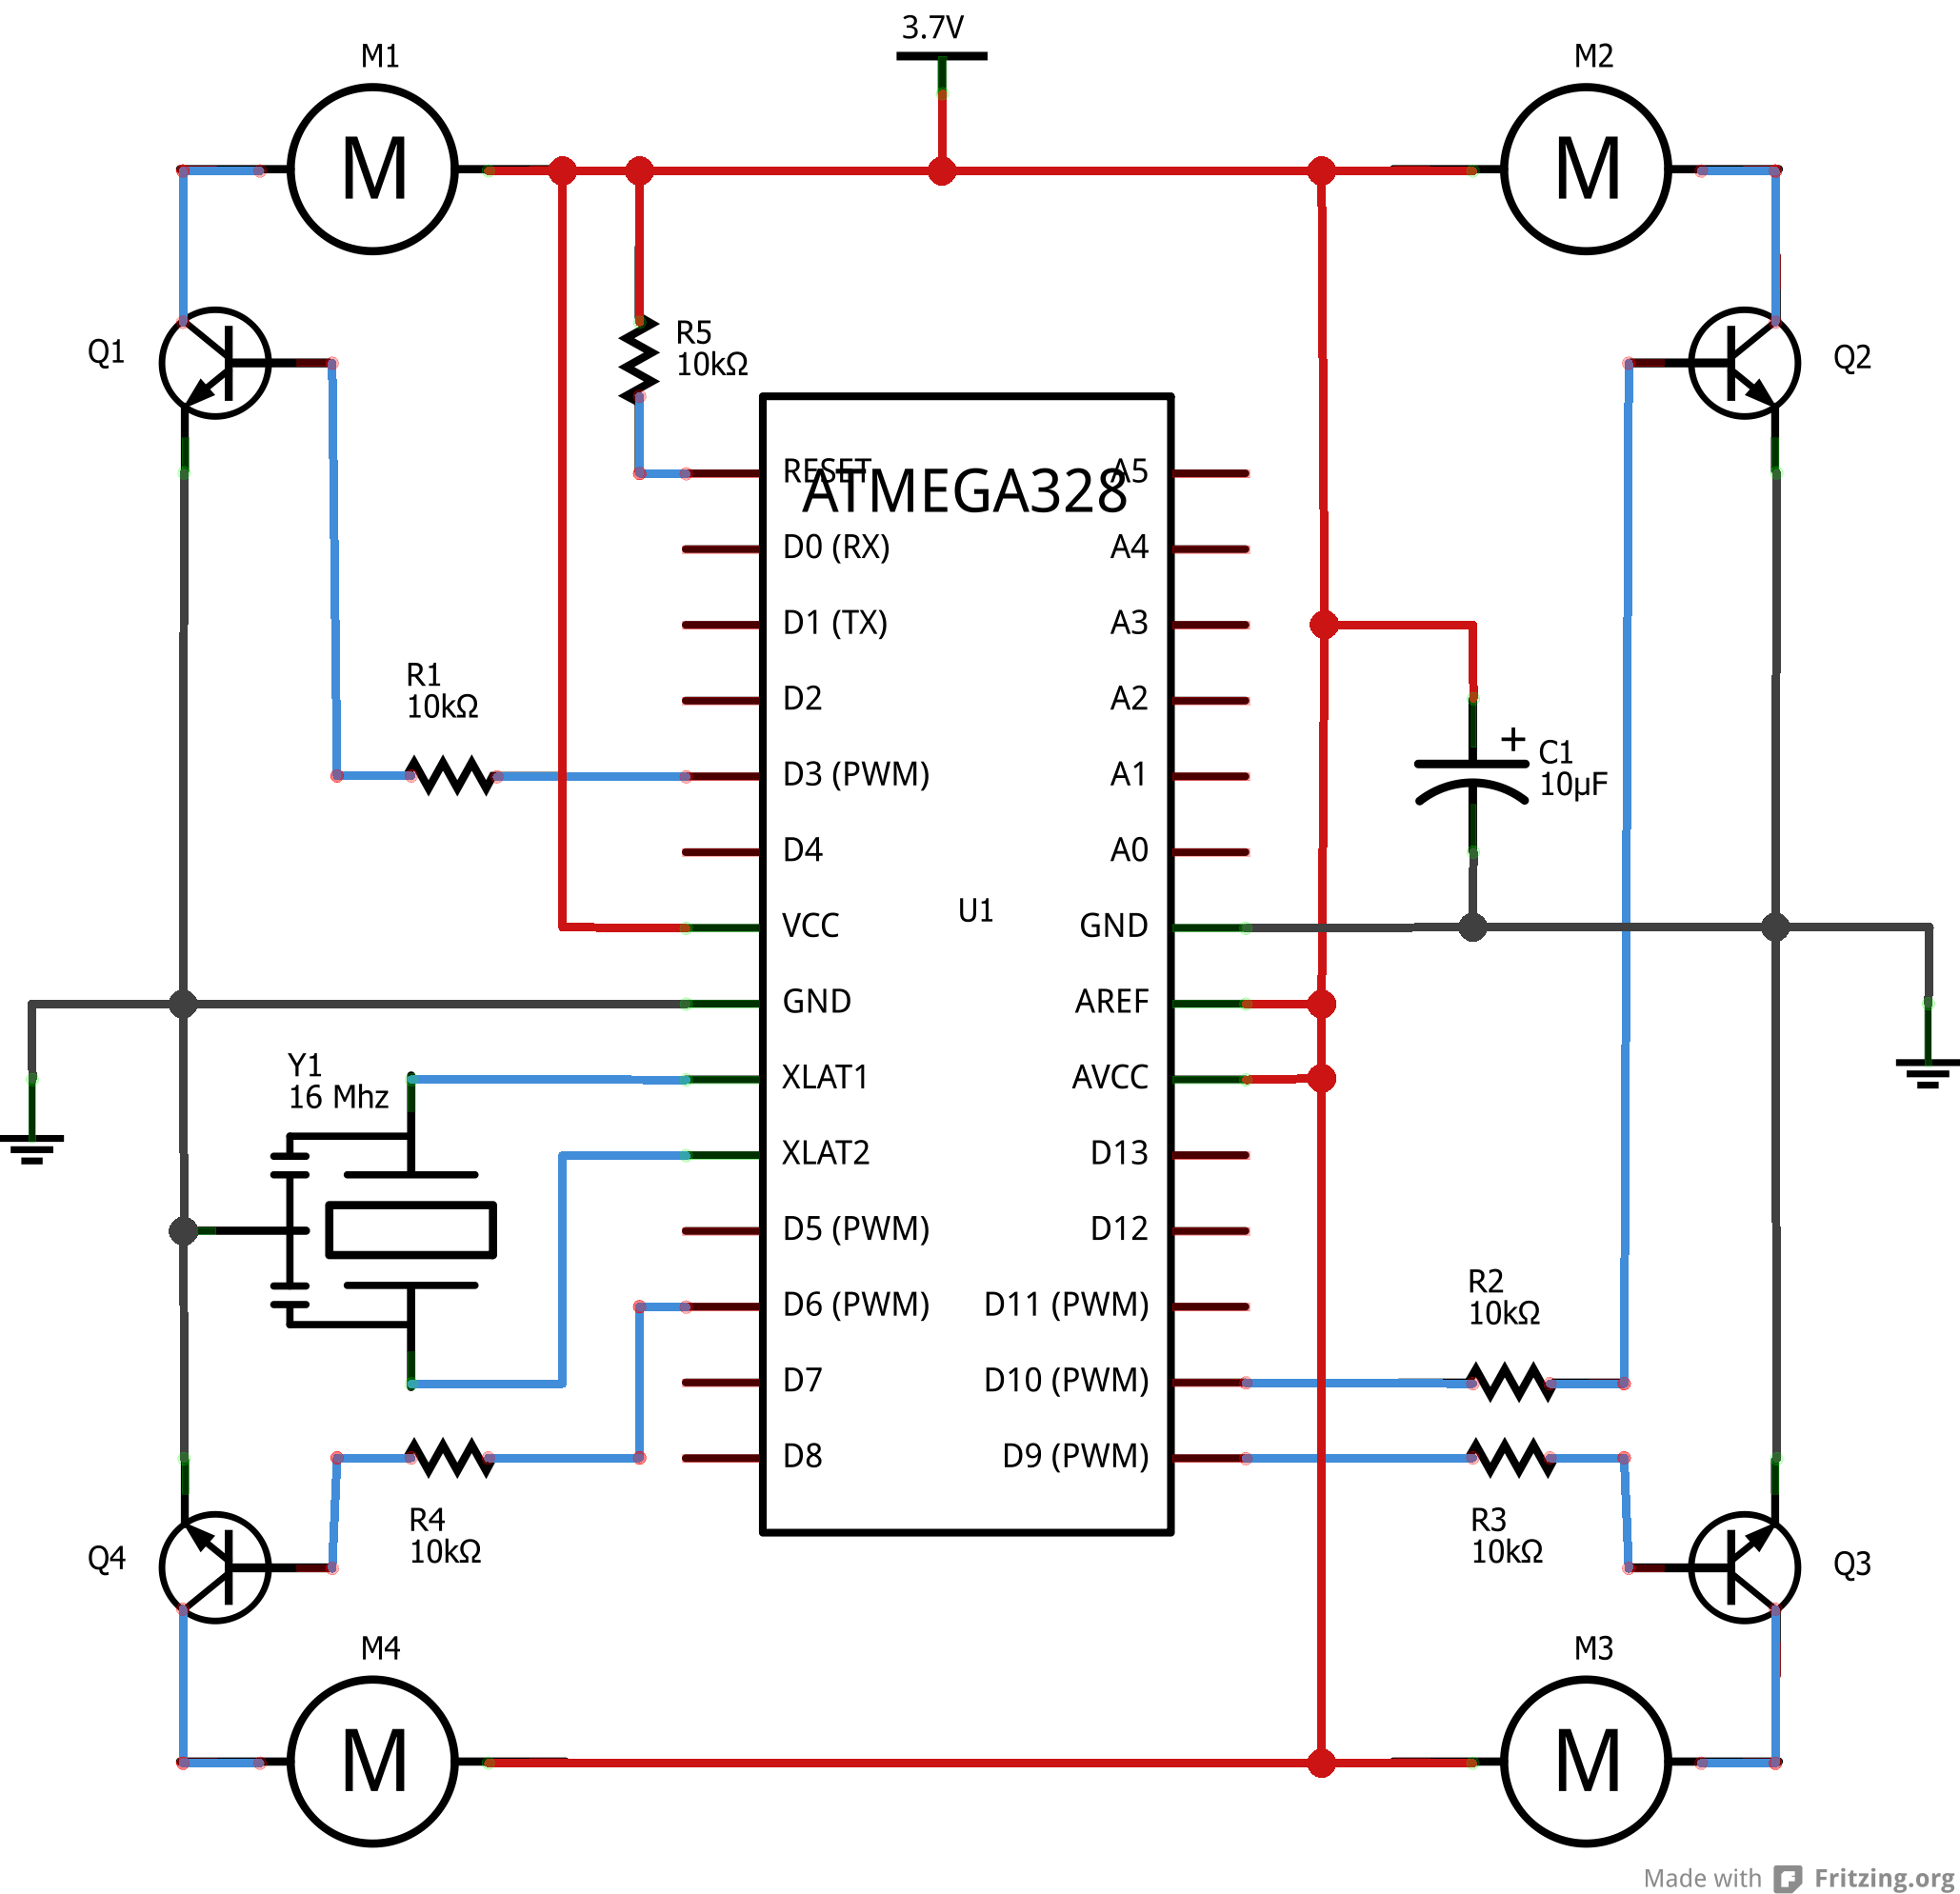 3.7V
M1
M2
M
M
Q1
R5
10kΩ
Q2
RESET
A5
ATMEGA328
D0 (RX)
A4
D1 (TX)
A3
R1
10kΩ
D2
A2
+
C1
10µF
D3 (PWM)
A1
D4
A0
U1
VCC
GND
GND
AREF
Y1
16 Mhz
XLAT1
AVCC
XLAT2
D13
D5 (PWM)
D12
R2
10kΩ
D6 (PWM)
D11 (PWM)
D7
D10 (PWM)
D8
D9 (PWM)
R4
10kΩ
R3
10kΩ
Q4
Q3
M4
M3
M
M
Made with Fritzing.org